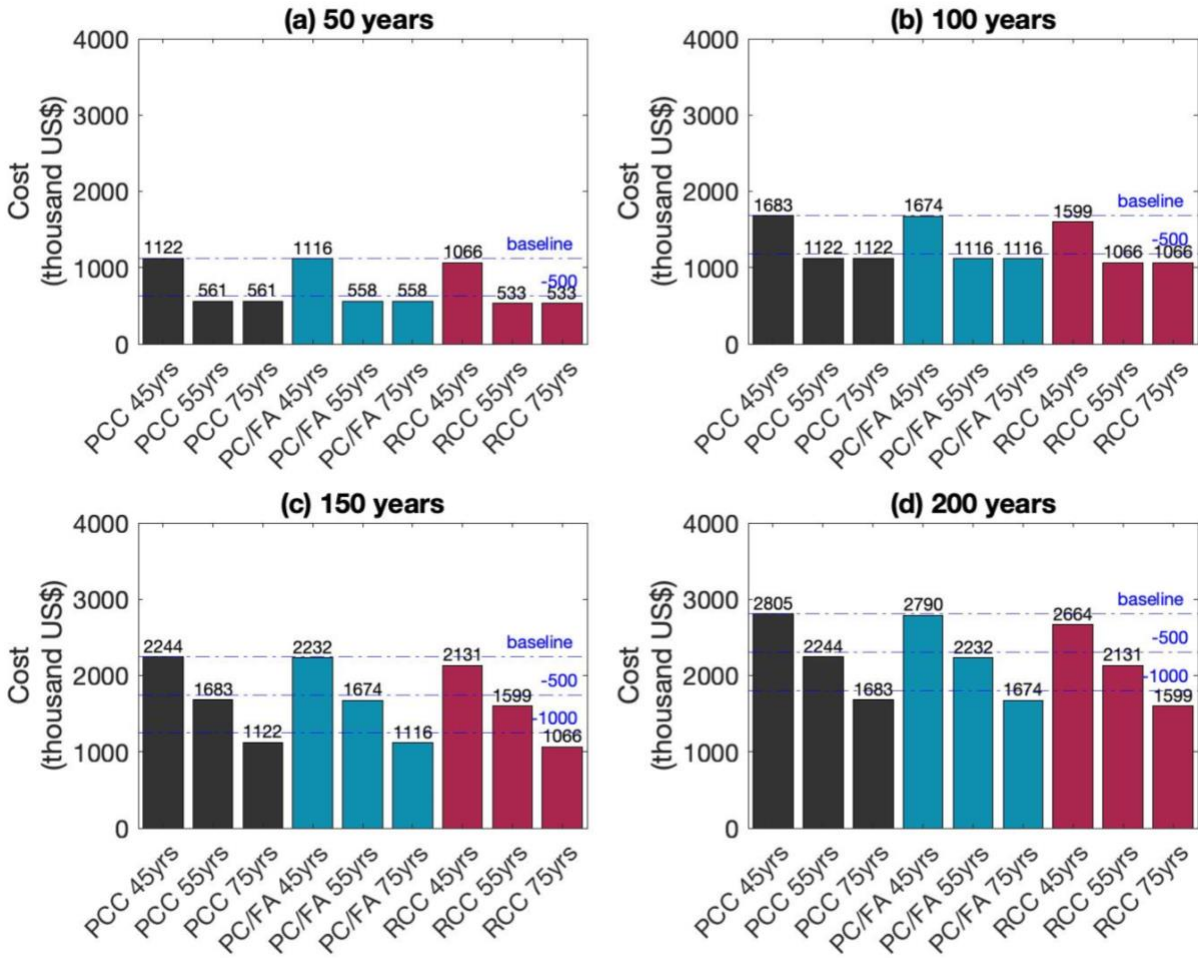 (a) 50 years
Cost
(thousand US$)
4000
3000
2000
1000
0
baseline
-500
1122
561
561
1116
558
558
1066
533
533
PCC 45yrs
PCC 55yrs
PCC 75yrs
PC/FA 45yrs
PC/FA 55yrs
PC/FA 75yrs
RCC 45yrs
RCC 55yrs
RCC 75yrs
(b) 100 years
Cost
(thousand US$)
4000
3000
2000
1000
0
baseline
-500
1683
1122
1122
1674
1116
1116
1599
1066
1066
PCC 45yrs
PCC 55yrs
PCC 75yrs
PC/FA 45yrs
PC/FA 55yrs
PC/FA 75yrs
RCC 45yrs
RCC 55yrs
RCC 75yrs
(c) 150 years
Cost
(thousand US$)
4000
3000
2000
1000
0
baseline
-500
-1000
2244
1683
1122
2232
1674
1116
2131
1599
1066
PCC 45yrs
PCC 55yrs
PCC 75yrs
PC/FA 45yrs
PC/FA 55yrs
PC/FA 75yrs
RCC 45yrs
RCC 55yrs
RCC 75yrs
(d) 200 years
Cost
(thousand US$)
4000
3000
2000
1000
0
baseline
-500
-1000
2805
2244
1683
2790
2232
1674
2664
2131
1599
PCC 45yrs
PCC 55yrs
PCC 75yrs
PC/FA 45yrs
PC/FA 55yrs
PC/FA 75yrs
RCC 45yrs
RCC 55yrs
RCC 75yrs